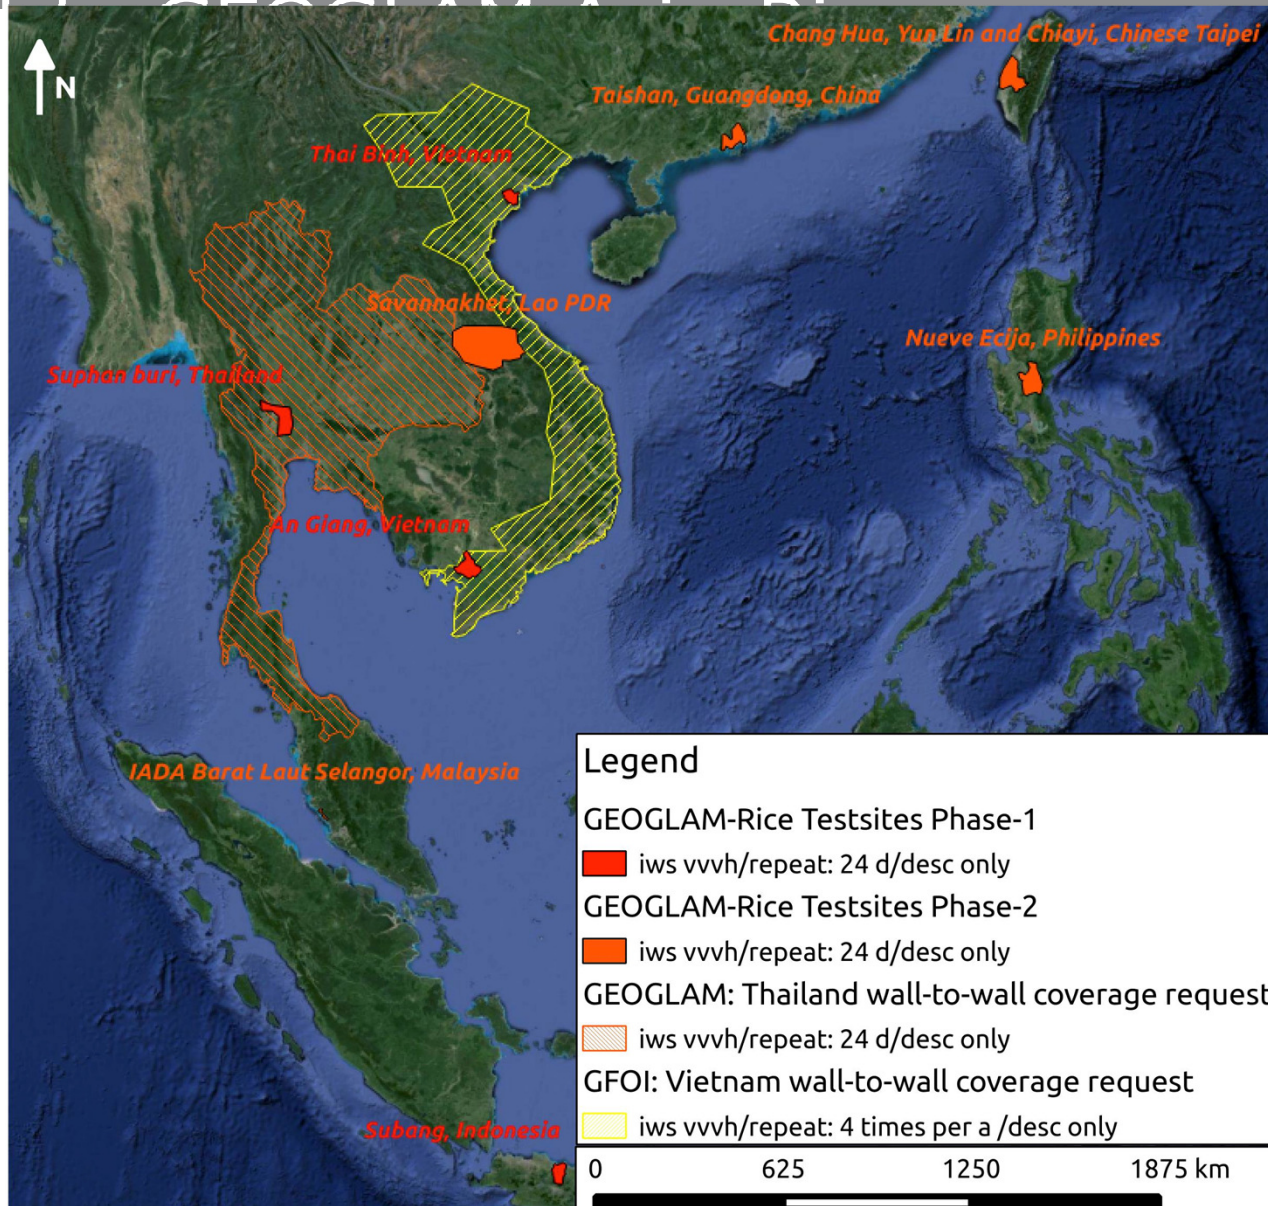 Chang Hua, Yun Lin and Chiayi, Chinese Taipei
N
Taishan, Guangdong, China
Thai Binh, Vietnam
Savannakhet, Lao PDR
Nueve Ecija, Philippines
Suphan buri, Thailand
An Giang, Vietnam
IADA Barat Laut Selangor, Malaysia
Subang, Indonesia
Legend
GEOGLAM-Rice Testsites Phase-1
iws vvvh/repeat: 24 d/desc only
GEOGLAM-Rice Testsites Phase-2
iws vvvh/repeat: 24 d/desc only
GEOGLAM: Thailand wall-to-wall coverage request
iws vvvh/repeat: 24 d/desc only
GFOI: Vietnam wall-to-wall coverage request
iws vvvh/repeat: 4 times per a /desc only
0 625 1250 1875 km